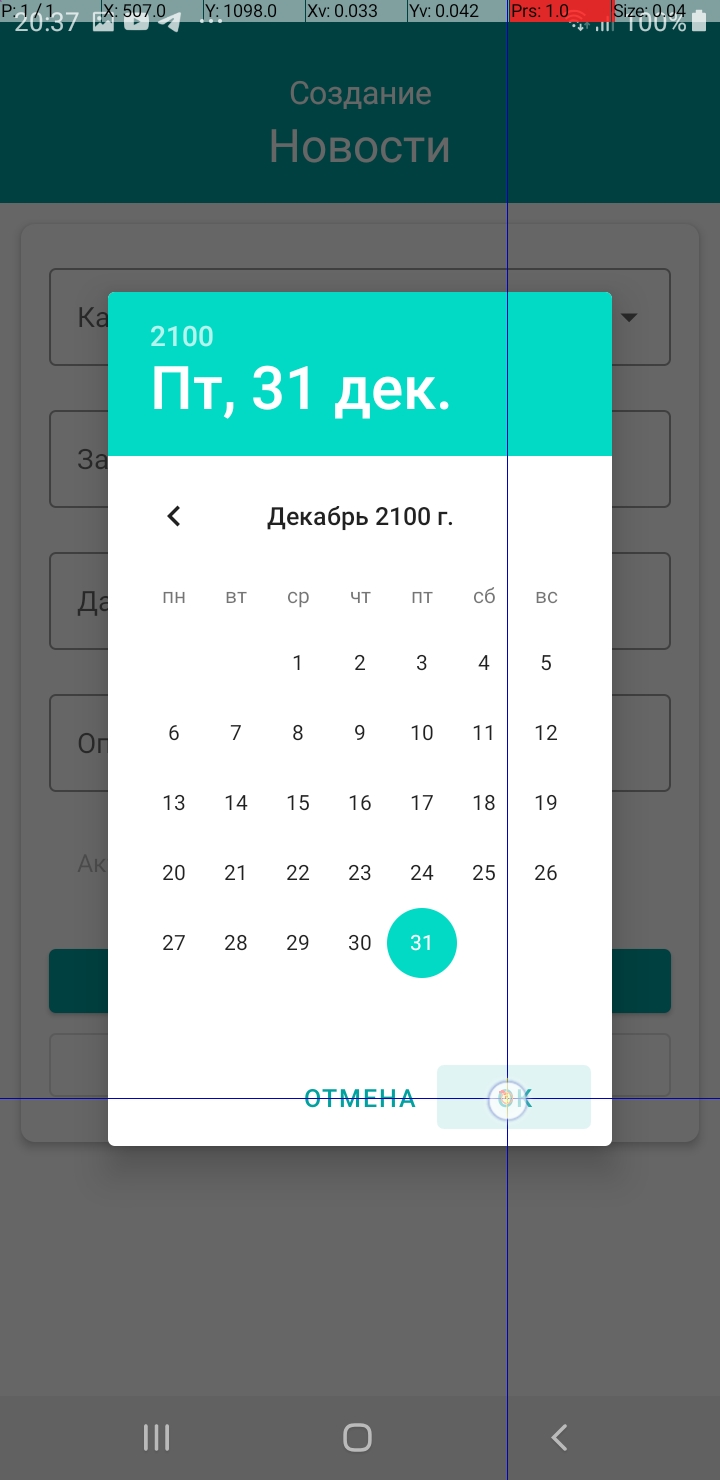 P: 1 / 1 X: 507.0 Y: 1098.0 Xv: 0.033 Yv: 0.042 Prs: 1.0 Size: 0.04
20:37 100%
Создание
Новости
Ка
2100
Пт, 31 дек.
За
Декабрь 2100 г.
Да
пн вт ср чт пт сб вс
1 2 3 4 5
6 7 8 9 10 11 12
Оп
13 14 15 16 17 18 19
Ак
20 21 22 23 24 25 26
27 28 29 30 31
ОТМЕНА ОК